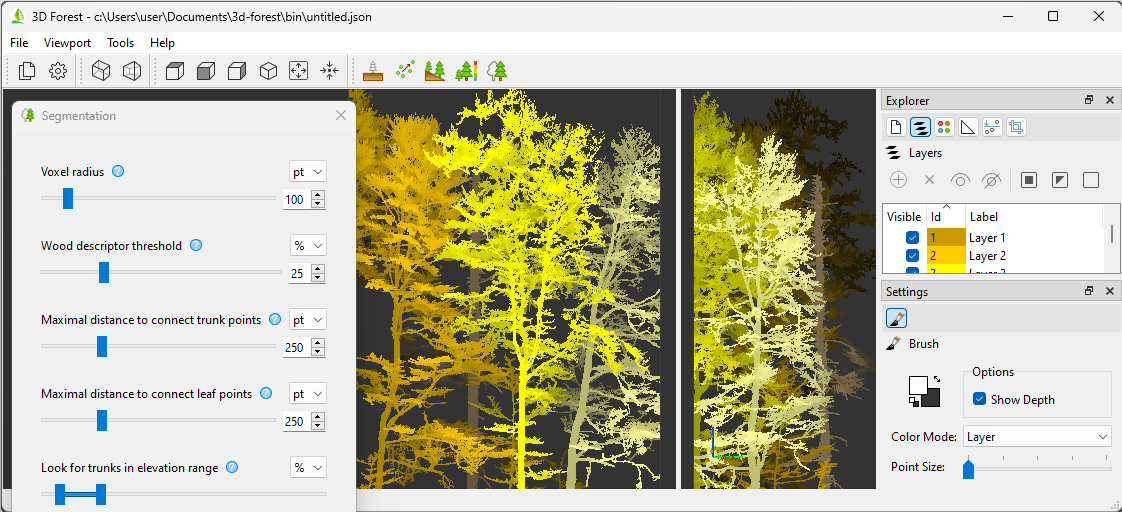 3D Forest - c:\Users\user\Documents\3d-forest\bin\untitled.json
File Viewport Tools Help
Segmentation
Voxel radius ? pt
100
Wood descriptor threshold ? %
25
Maximal distance to connect trunk points ? pt
250
Maximal distance to connect leaf points ? pt
250
Look for trunks in elevation range ? %
Explorer
Layers
Visible Id Label
1 Layer 1
2 Layer 2
Settings
Brush
Options
Show Depth
Color Mode: Layer
Point Size: